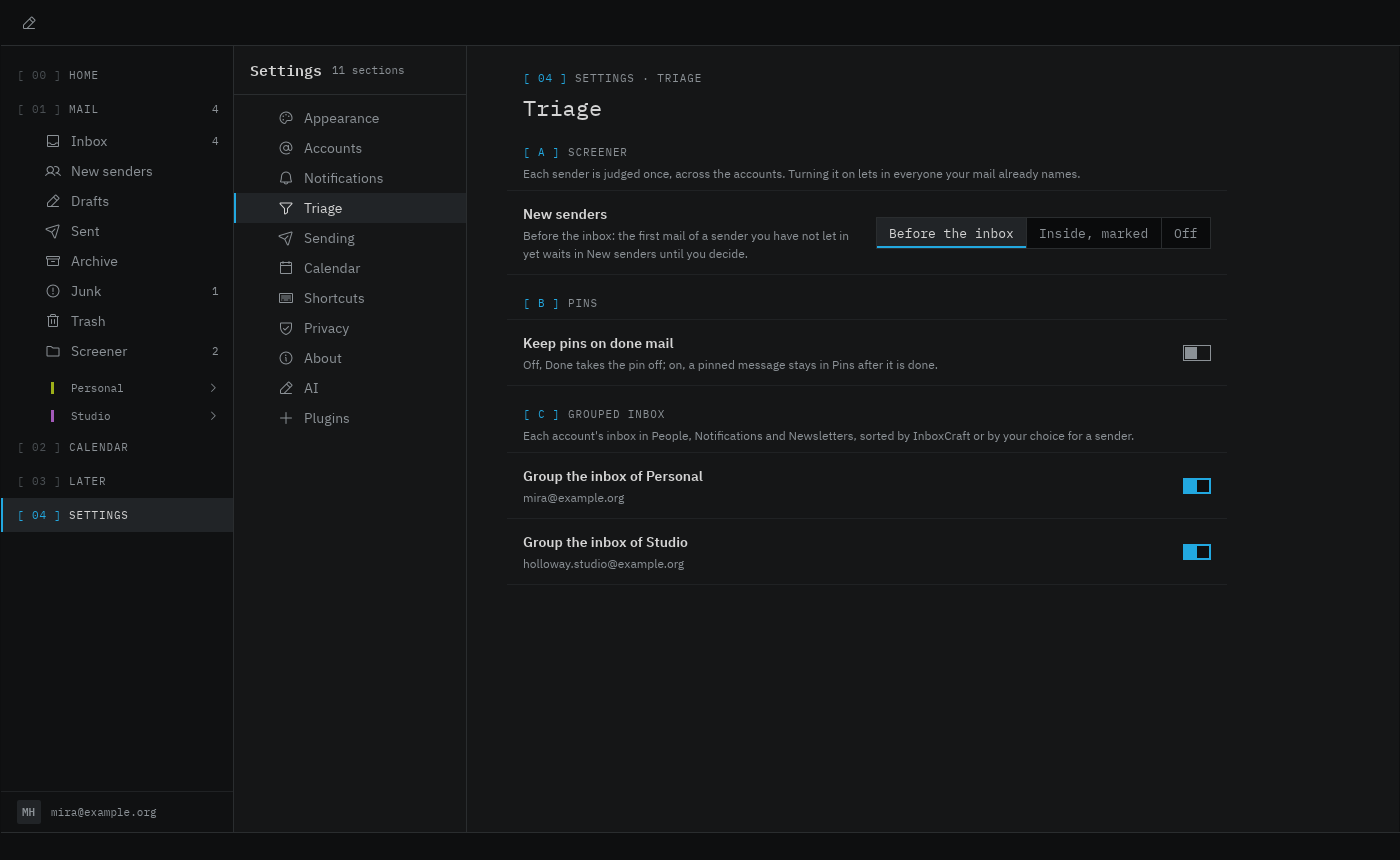 [ 00 ] HOME
[ 01 ] MAIL 4
Inbox 4
New senders
Drafts
Sent
Archive
Junk 1
Trash
Screener 2
Personal
Studio
[ 02 ] CALENDAR
[ 03 ] LATER
[ 04 ] SETTINGS
MH mira@example.org
Settings 11 sections
Appearance
Accounts
Notifications
Triage
Sending
Calendar
Shortcuts
Privacy
About
AI
Plugins
[ 04 ] SETTINGS · TRIAGE
Triage
[ A ] SCREENER
Each sender is judged once, across the accounts. Turning it on lets in everyone your mail already names.
New senders
Before the inbox: the first mail of a sender you have not let in
yet waits in New senders until you decide.
Before the inbox Inside, marked Off
[ B ] PINS
Keep pins on done mail
Off, Done takes the pin off; on, a pinned message stays in Pins after it is done.
[ C ] GROUPED INBOX
Each account's inbox in People, Notifications and Newsletters, sorted by InboxCraft or by your choice for a sender.
Group the inbox of Personal
mira@example.org
Group the inbox of Studio
holloway.studio@example.org